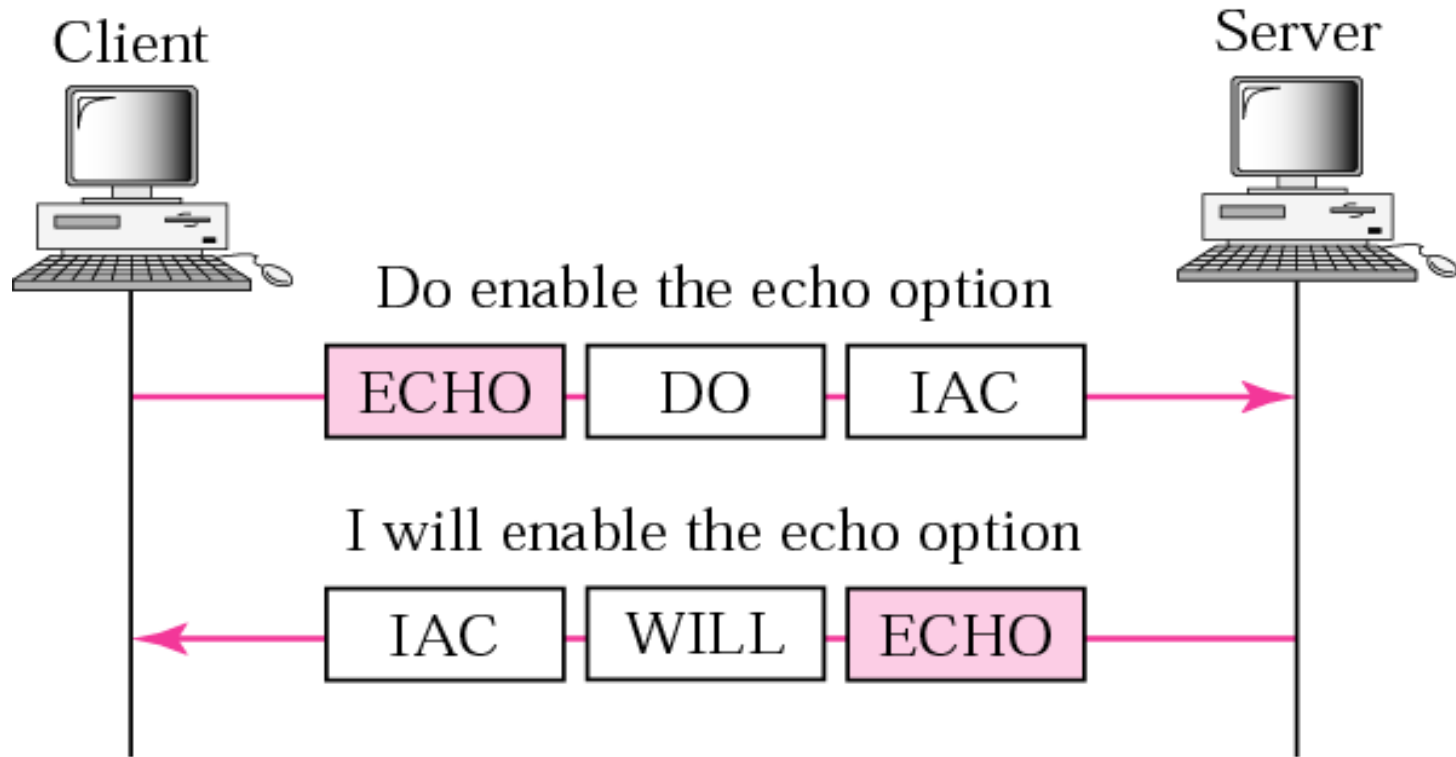 Client
Server
Do enable the echo option
ECHO DO IAC
I will enable the echo option
IAC WILL ECHO